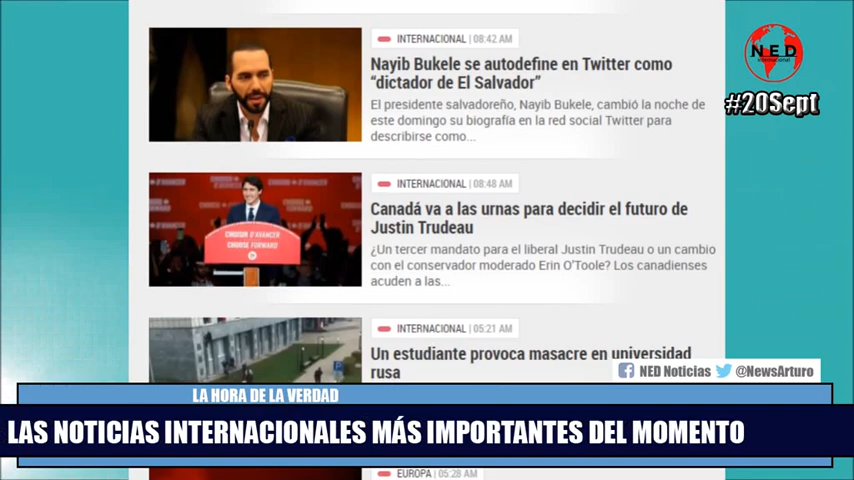 INTERNACIONAL | 08:42 AM
Nayib Bukele se autodefine en Twitter como
“dictador de El Salvador”
El presidente salvadoreño, Nayib Bukele, cambió la noche de
este domingo su biografía en la red social Twitter para
describirse como...
NED
International
#20Sept
INTERNACIONAL | 08:48 AM
Canadá va a las urnas para decidir el futuro de
Justin Trudeau
¿Un tercer mandato para el liberal Justin Trudeau o un cambio
con el conservador moderado Erin O'Toole? Los canadienses
acuden a las...
CHOISIR D'AVANCER
CHOOSE FORWARD
INTERNACIONAL | 05:21 AM
Un estudiante provoca masacre en universidad
rusa
NED Noticias @NewsArturo
LA HORA DE LA VERDAD
LAS NOTICIAS INTERNACIONALES MÁS IMPORTANTES DEL MOMENTO
EUROPA | 05:28 AM